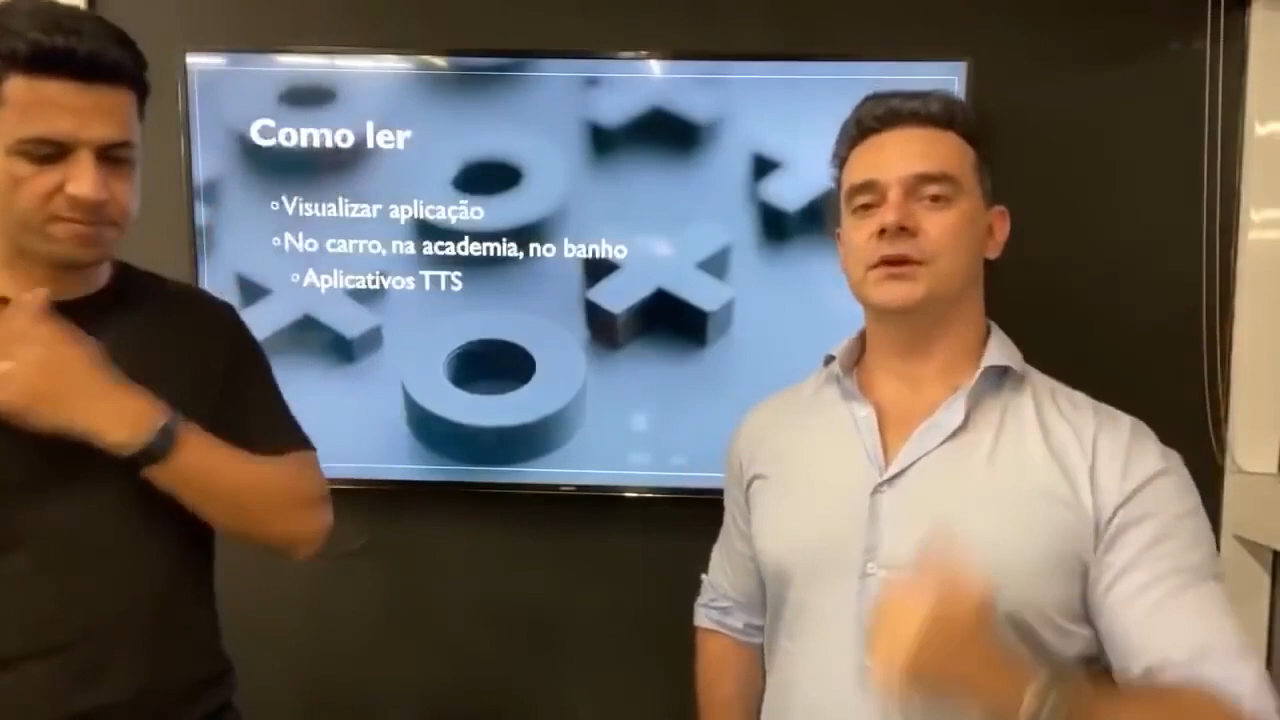 Como ler
Visualizar aplicação
No carro, na academia, no banho
Aplicativos TTS